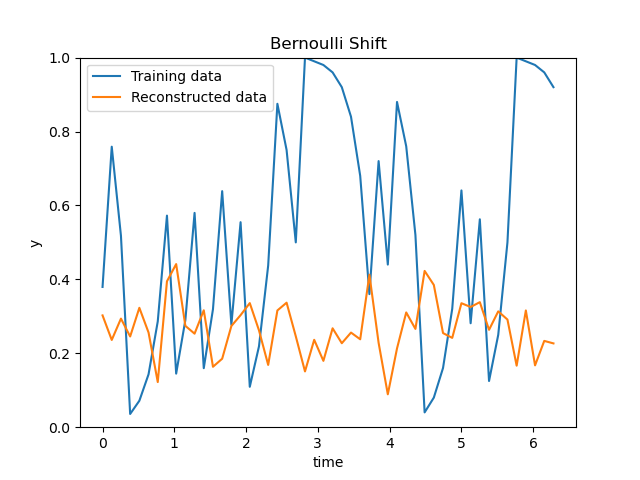 Bernoulli Shift
Training data
Reconstructed data
1.0
0.8
0.6
0.4
0.2
0.0
y
0 1 2 3 4 5 6
time